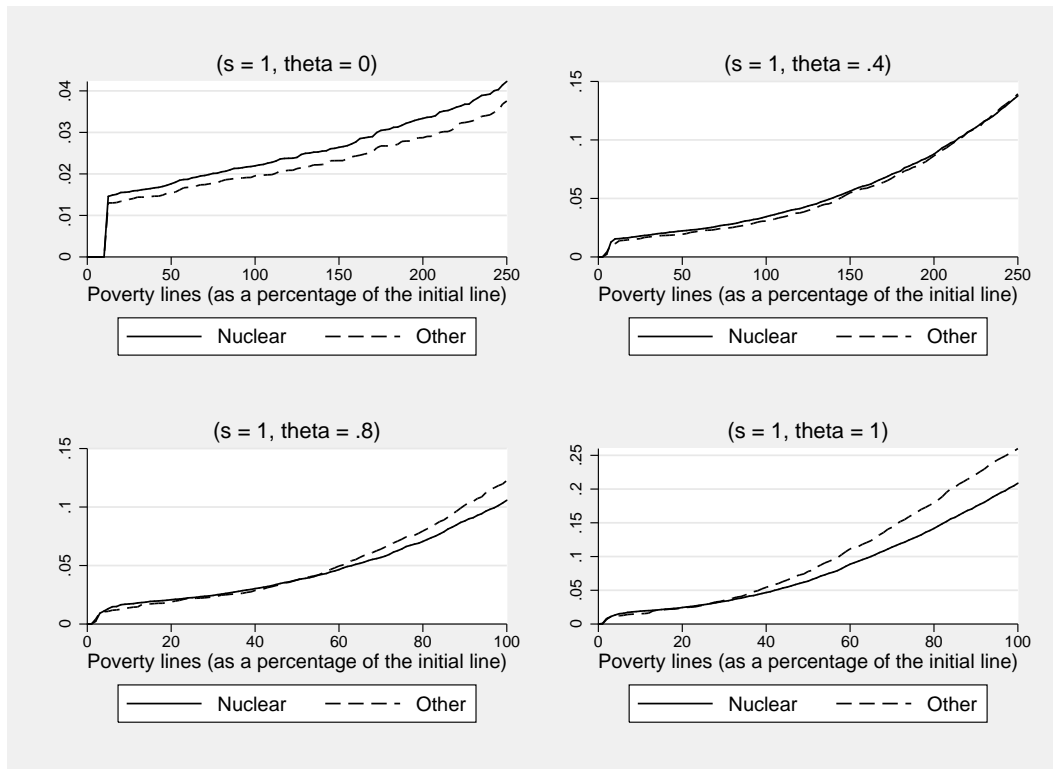 (s = 1, theta = 0)
.04
.03
.02
.01
0
0 50 100 150 200 250
Poverty lines (as a percentage of the initial line)
Nuclear Other
(s = 1, theta = .4)
.15
.1
.05
0
0 50 100 150 200 250
Poverty lines (as a percentage of the initial line)
Nuclear Other
(s = 1, theta = .8)
.15
.1
.05
0
0 20 40 60 80 100
Poverty lines (as a percentage of the initial line)
Nuclear Other
(s = 1, theta = 1)
.25
.2
.15
.1
.05
0
0 20 40 60 80 100
Poverty lines (as a percentage of the initial line)
Nuclear Other